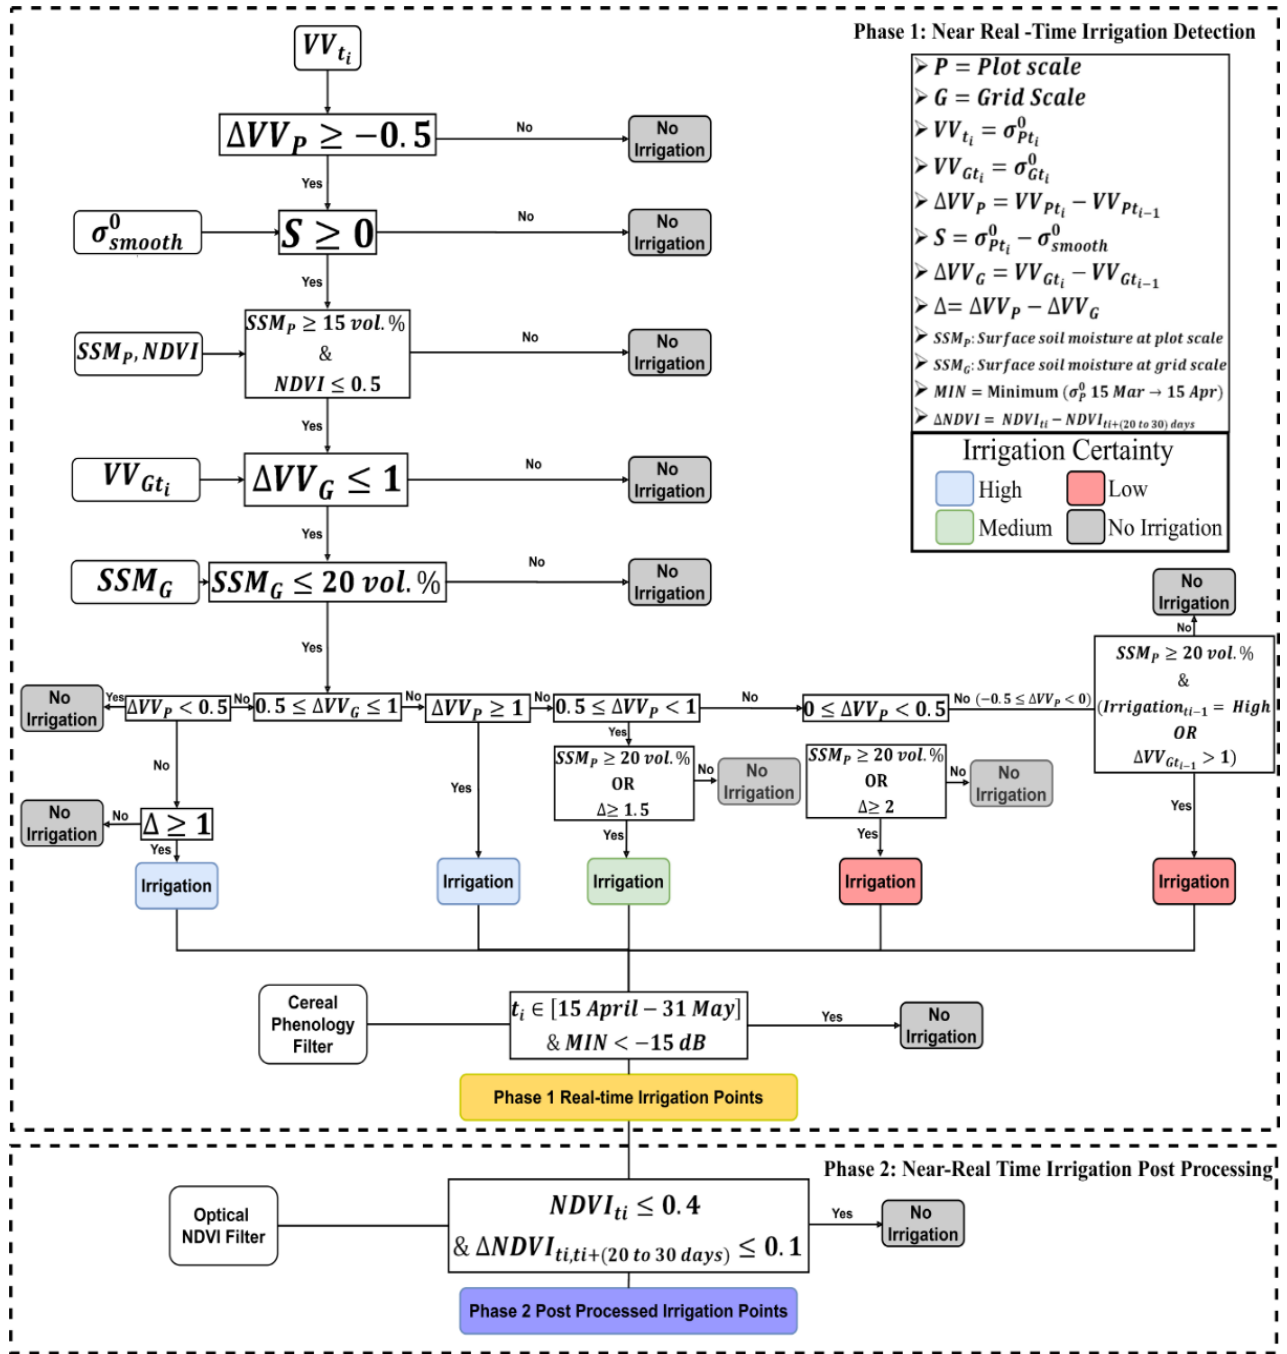 Phase 1: Near Real -Time Irrigation Detection
VV_{t_i}
➢ P = Plot scale
➢ G = Grid Scale
➢ VV_{t_i} = σ^0_{Pt_i}
➢ VV_{Gt_i} = σ^0_{Gt_i}
➢ ΔVV_P = VV_{Pt_i} − VV_{Pt_{i−1}}
➢ S = σ^0_{Pt_i} − σ^0_{smooth}
➢ ΔVV_G = VV_{Gt_i} − VV_{Gt_{i−1}}
➢ Δ= ΔVV_P − ΔVV_G
➢ SSM_P: Surface soil moisture at plot scale
➢ SSM_G: Surface soil moisture at grid scale
➢ MIN = Minimum (σ^0_P 15 Mar → 15 Apr)
➢ ΔNDVI = NDVI_{ti} − NDVI_{ti+(20 to 30) days}
Irrigation Certainty
High
Low
Medium
No Irrigation
ΔVV_P ≥ −0.5
No
No
Irrigation
Yes
σ^0_{smooth}
S ≥ 0
No
No
Irrigation
Yes
SSM_P, NDVI
SSM_P ≥ 15 vol.%
&
NDVI ≤ 0.5
No
No
Irrigation
Yes
VV_{Gt_i}
ΔVV_G ≤ 1
No
No
Irrigation
Yes
SSM_G
SSM_G ≤ 20 vol.%
No
No
Irrigation
Yes
No
Irrigation
Yes
ΔVV_P < 0.5
No
0.5 ≤ ΔVV_G ≤ 1
No
ΔVV_P ≥ 1
No
0.5 ≤ ΔVV_P < 1
No
0 ≤ ΔVV_P < 0.5
No (−0.5 ≤ ΔVV_P < 0)
SSM_P ≥ 20 vol.%
&
(Irrigation_{ti−1} = High
OR
ΔVV_{Gt_{i−1}} > 1)
No
No
Irrigation
No
Δ ≥ 1
No
No
Irrigation
Yes
Irrigation
Yes
Irrigation
Yes
SSM_P ≥ 20 vol.%
OR
Δ≥ 1.5
No
No
Irrigation
Yes
Irrigation
SSM_P ≥ 20 vol.%
OR
Δ≥ 2
No
No
Irrigation
Yes
Irrigation
Yes
Irrigation
Cereal
Phenology
Filter
t_i ∈ [15 April − 31 May]
& MIN < −15 dB
Yes
No
Irrigation
Phase 1 Real-time Irrigation Points
Phase 2: Near-Real Time Irrigation Post Processing
Optical
NDVI Filter
NDVI_{ti} ≤ 0.4
& ΔNDVI_{ti,ti+(20 to 30 days)} ≤ 0.1
Yes
No
Irrigation
Phase 2 Post Processed Irrigation Points